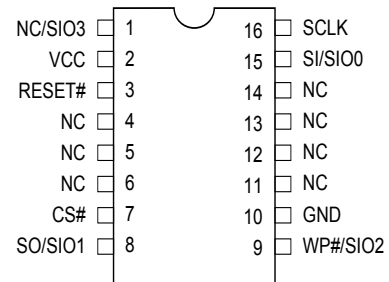 NC/SIO3 1 16 SCLK
VCC 2 15 SI/SIO0
RESET# 3 14 NC
NC 4 13 NC
NC 5 12 NC
NC 6 11 NC
CS# 7 10 GND
SO/SIO1 8 9 WP#/SIO2